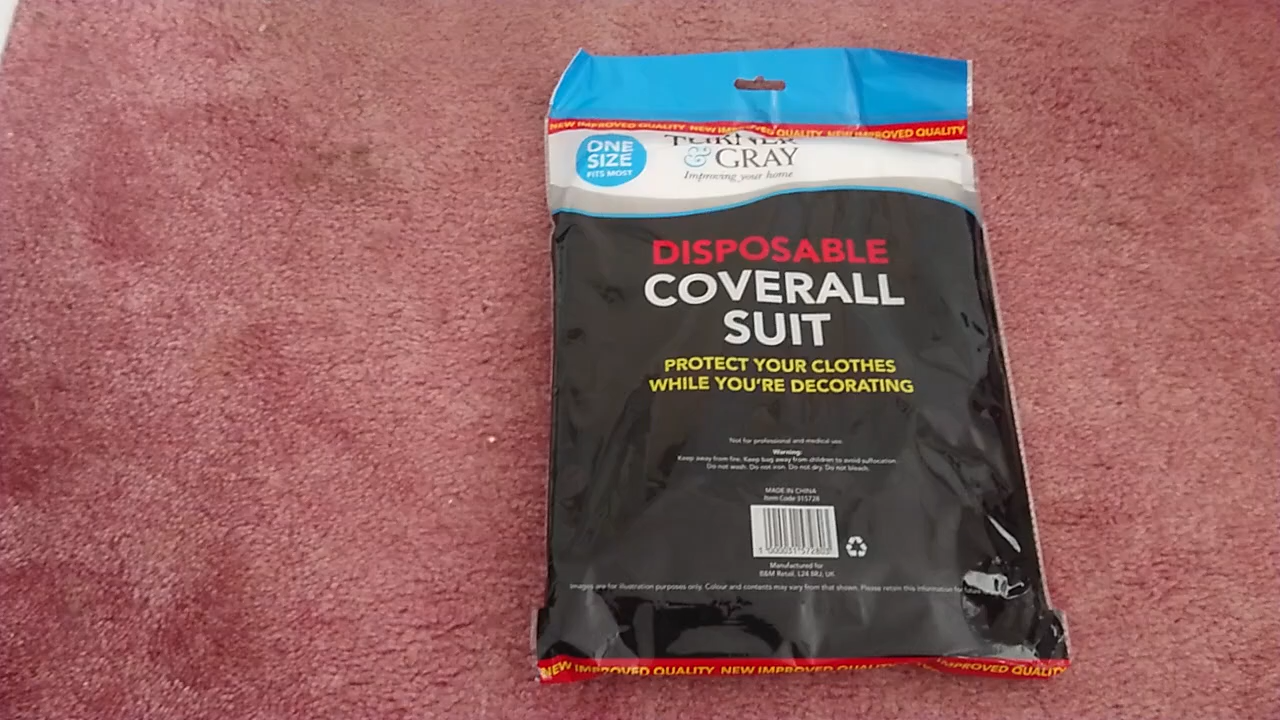 NEW IMPROVED QUALITY NEW IMPROVED QUALITY NEW IMPROVED QUALITY
ONE
SIZE
FITS MOST
TURNER
& GRAY
Improving your home
DISPOSABLE
COVERALL
SUIT
PROTECT YOUR CLOTHES
WHILE YOU'RE DECORATING
Not for professional and medical use.
Warning:
Keep away from fire. Keep bag away from children to avoid suffocation.
Do not wash. Do not iron. Do not dry. Do not bleach.
MADE IN CHINA
Item Code 315728
Manufactured for
B&M Retail, L24 8RJ, UK
Images are for illustration purposes only. Colour and contents may vary from that shown. Please retain this information for future
NEW IMPROVED QUALITY NEW IMPROVED QUALITY IMPROVED QUALITY